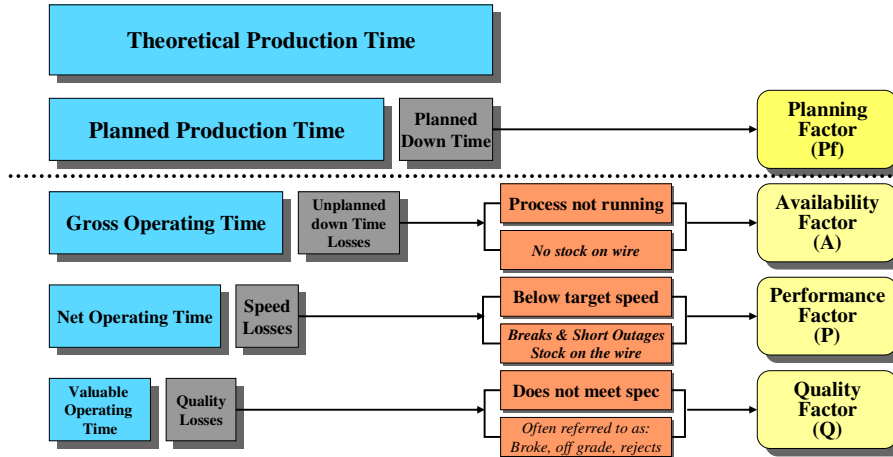 Theoretical Production Time
Planned Production Time
Planned
Down Time
Planning
Factor
(Pf)
Gross Operating Time
Unplanned
down Time
Losses
Process not running
No stock on wire
Availability
Factor
(A)
Net Operating Time
Speed
Losses
Below target speed
Breaks & Short Outages
Stock on the wire
Performance
Factor
(P)
Valuable
Operating
Time
Quality
Losses
Does not meet spec
Often referred to as:
Broke, off grade, rejects
Quality
Factor
(Q)